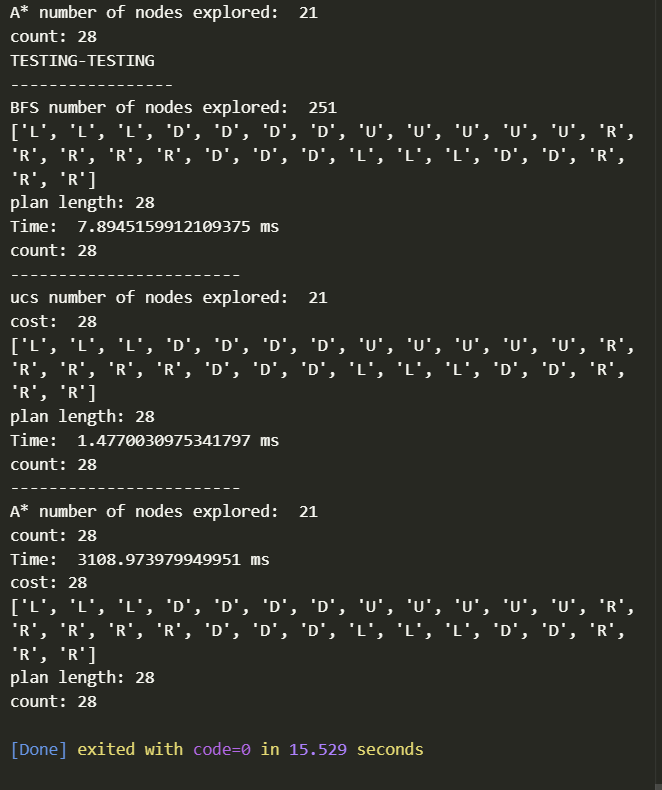 A* number of nodes explored:  21
count: 28
TESTING-TESTING
-----------------
BFS number of nodes explored:  251
['L', 'L', 'L', 'D', 'D', 'D', 'D', 'U', 'U', 'U', 'U', 'U', 'R',
'R', 'R', 'R', 'R', 'D', 'D', 'D', 'L', 'L', 'L', 'D', 'D', 'R',
'R', 'R']
plan length: 28
Time:  7.8945159912109375 ms
count: 28
------------------------
ucs number of nodes explored:  21
cost:  28
['L', 'L', 'L', 'D', 'D', 'D', 'D', 'U', 'U', 'U', 'U', 'U', 'R',
'R', 'R', 'R', 'R', 'D', 'D', 'D', 'L', 'L', 'L', 'D', 'D', 'R',
'R', 'R']
plan length: 28
Time:  1.4770030975341797 ms
count: 28
------------------------
A* number of nodes explored:  21
count: 28
Time:  3108.973979949951 ms
cost: 28
['L', 'L', 'L', 'D', 'D', 'D', 'D', 'U', 'U', 'U', 'U', 'U', 'R',
'R', 'R', 'R', 'R', 'D', 'D', 'D', 'L', 'L', 'L', 'D', 'D', 'R',
'R', 'R']
plan length: 28
count: 28
[Done] exited with code=0 in 15.529 seconds